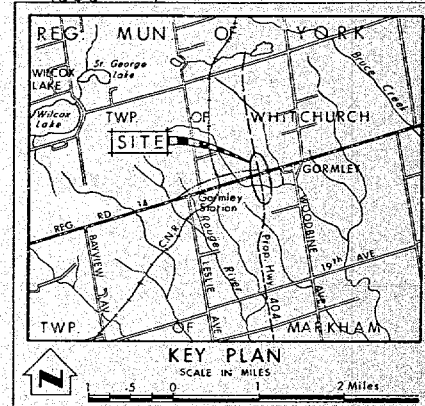 REG. MUN OF YORK
St. George
lake
WILCOX
LAKE
Wilcox
lake
Bruce Creek
TWP. OF WHITCHURCH
SITE
GORMLEY
Gormley
Station
REG RD 14
BAYVIEW AV.
C.N.R.
LESLIE AVE
Rouge River
Prop. Hwy. 404
WOODBINE AVE
19TH AVE
TWP OF MARKHAM
KEY PLAN
SCALE IN MILES
N
1 .5 0 1 2 Miles